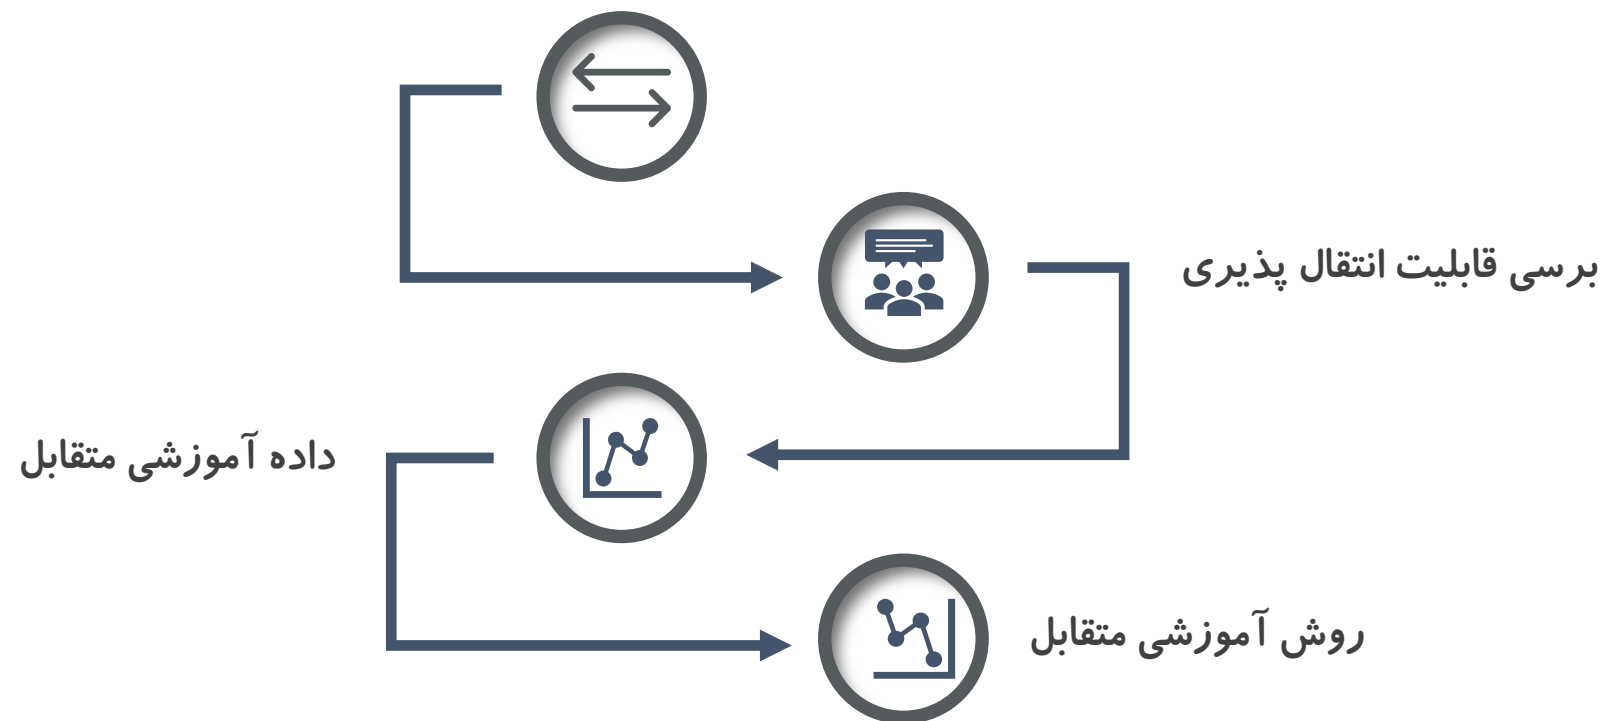 برسی قابلیت انتقال پذیری
داده آموزشی متقابل
روش آموزشی متقابل